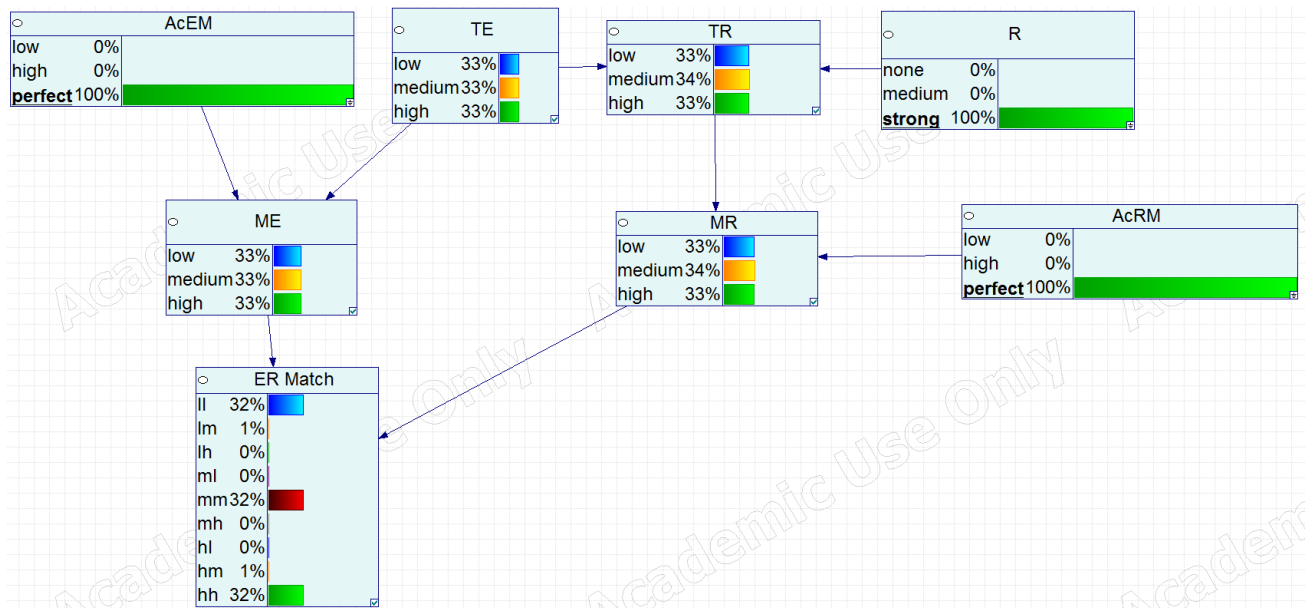 AcEM
low 0%
high 0%
perfect 100%
TE
low 33%
medium 33%
high 33%
TR
low 33%
medium 34%
high 33%
R
none 0%
medium 0%
strong 100%
ME
low 33%
medium 33%
high 33%
MR
low 33%
medium 34%
high 33%
AcRM
low 0%
high 0%
perfect 100%
ER Match
ll 32%
lm 1%
lh 0%
ml 0%
mm 32%
mh 0%
hl 0%
hm 1%
hh 32%
Academic Use Only
Academic Use Only
Academic Use Only
Academic Use Only